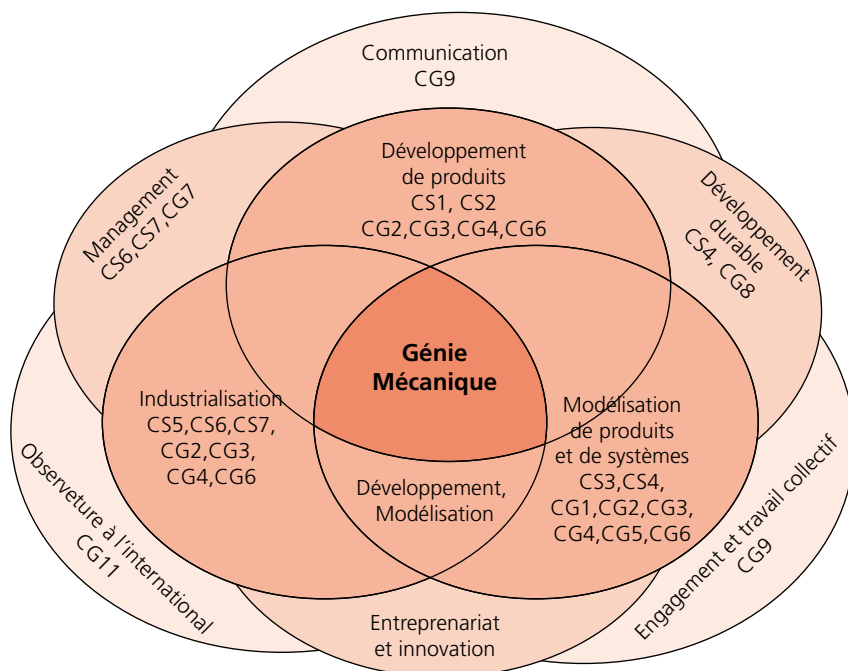 Communication
CG9
Développement
de produits
CS1, CS2
CG2,CG3,CG4,CG6
Management
CS6,CS7,CG7
Développement
durable
CS4, CG8
Génie
Mécanique
Industrialisation
CS5,CS6,CS7,
CG2,CG3,
CG4,CG6
Modélisation
de produits
et de systèmes
CS3,CS4,
CG1,CG2,CG3,
CG4,CG5,CG6
Développement,
Modélisation
Observeture à l'international
CG11
Engagement et travail collectif
CG9
Entreprenariat
et innovation